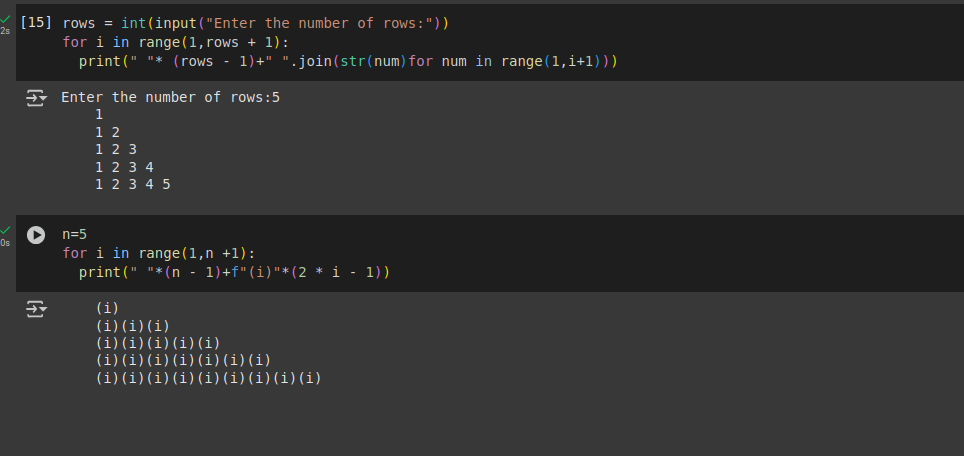 [15] rows = int(input("Enter the number of rows:"))
for i in range(1,rows + 1):
  print(" "* (rows - 1)+" ".join(str(num)for num in range(1,i+1)))
2s
Enter the number of rows:5
    1
    1 2
    1 2 3
    1 2 3 4
    1 2 3 4 5
n=5
0s
for i in range(1,n +1):
  print(" "*(n - 1)+f"(i)"*(2 * i - 1))
    (i)
    (i)(i)(i)
    (i)(i)(i)(i)(i)
    (i)(i)(i)(i)(i)(i)(i)
    (i)(i)(i)(i)(i)(i)(i)(i)(i)